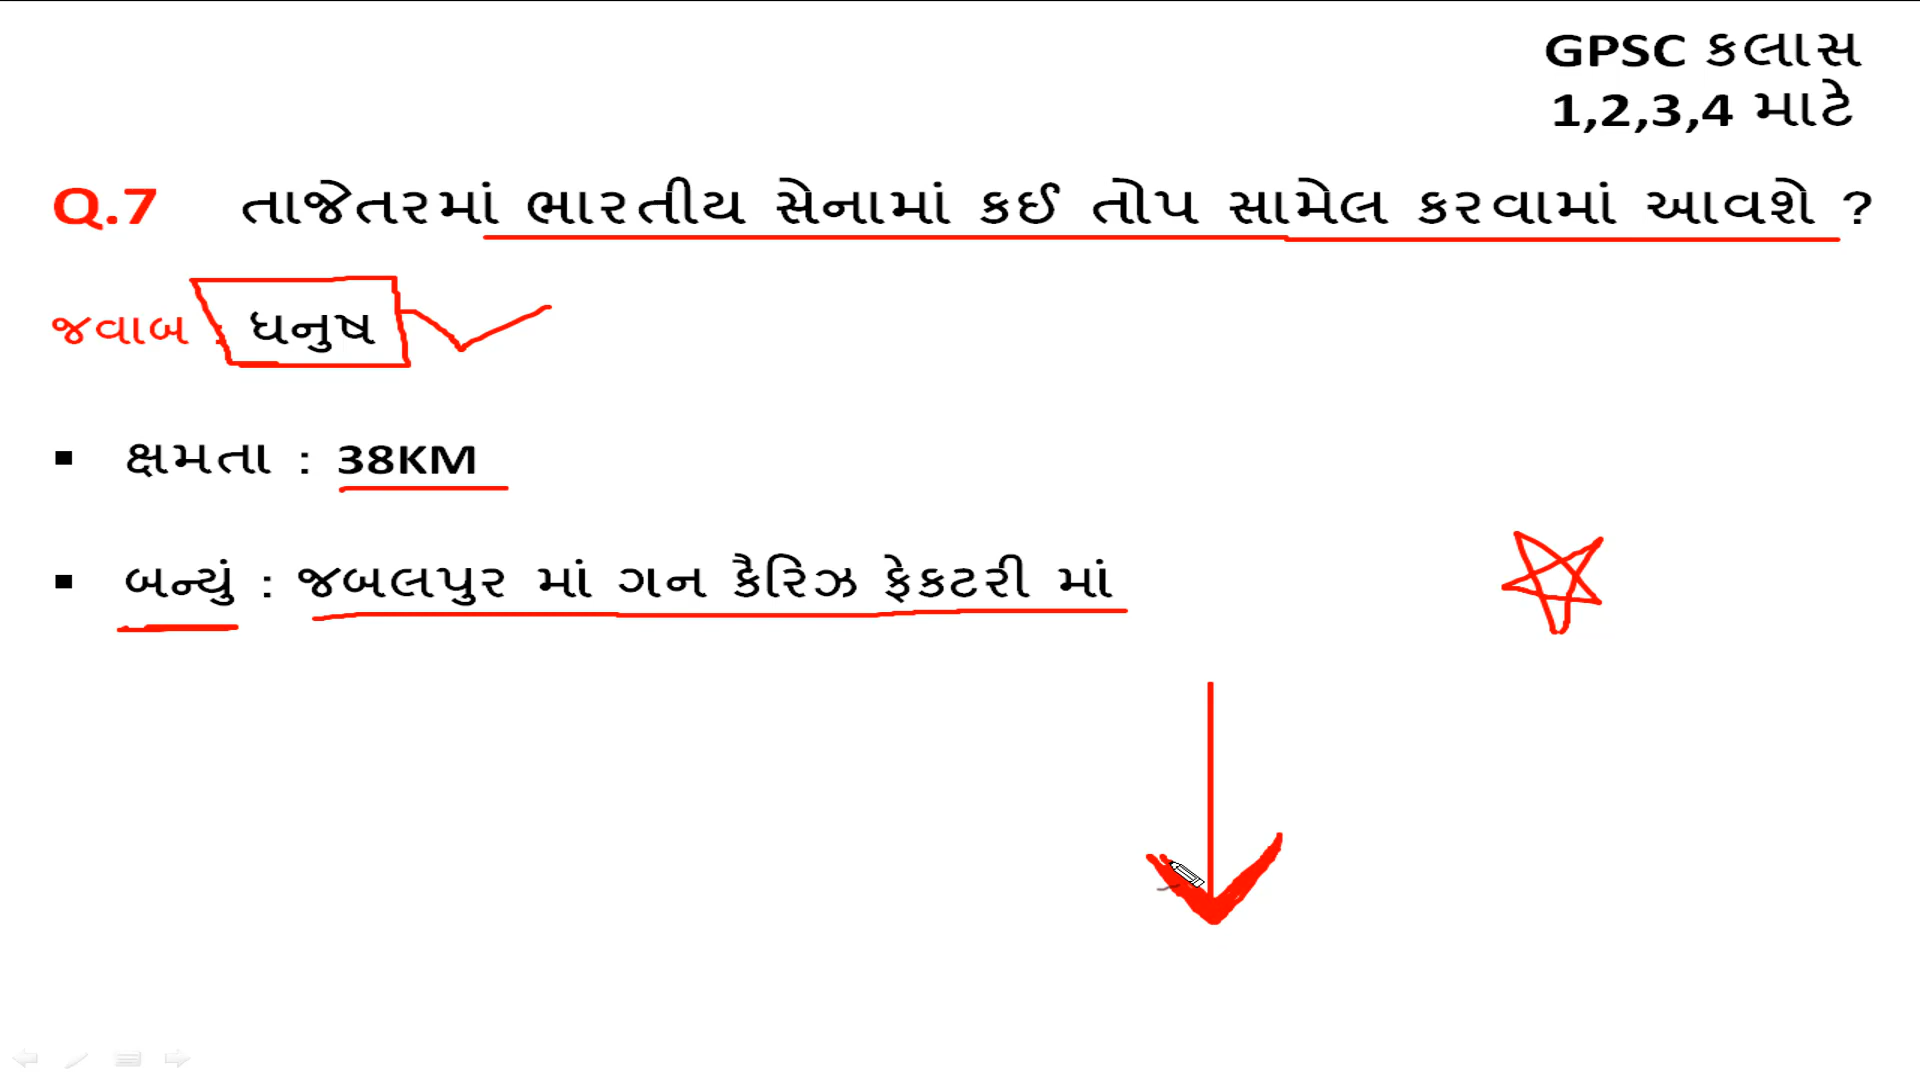 GPSC કલાસ
1,2,3,4 માટે
Q.7 તાજેતરમાં ભારતીય સેનામાં કઈ તોપ સામેલ કરવામાં આવશે ?
જવાબ : ધનુષ
▪ ક્ષમતા : 38KM
▪ બન્યું : જબલપુર માં ગન કૈરિઝ ફેકટરી માં